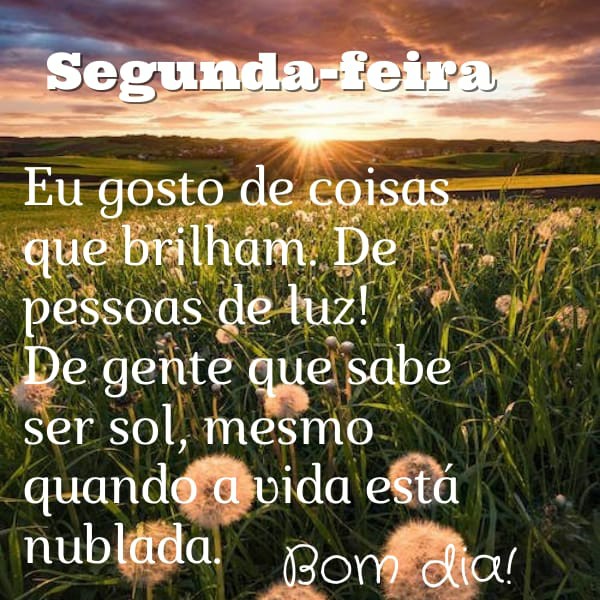 Segunda-feira
Eu gosto de coisas
que brilham. De
pessoas de luz!
De gente que sabe
ser sol, mesmo
quando a vida está
nublada.
Bom dia!